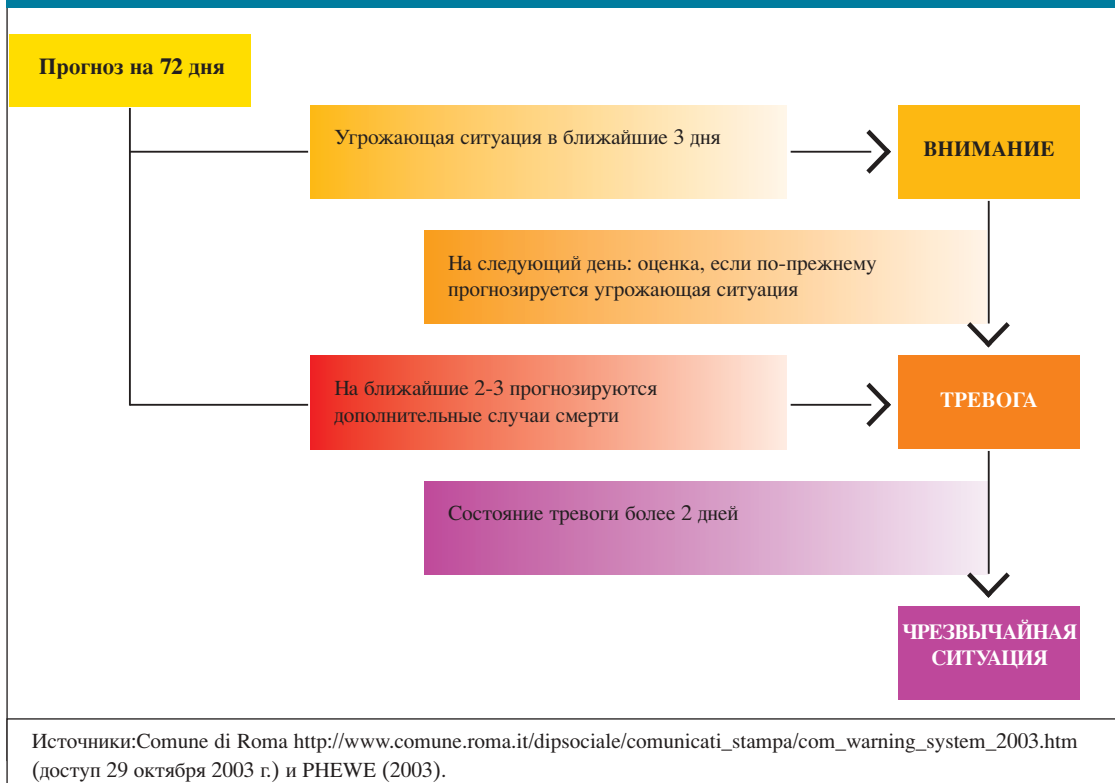 Прогноз на 72 дня
Угрожающая ситуация в ближайшие 3 дня
ВНИМАНИЕ
На следующий день: оценка, если по-прежнему
прогнозируется угрожающая ситуация
На ближайшие 2-3 прогнозируются
дополнительные случаи смерти
ТРЕВОГА
Состояние тревоги более 2 дней
ЧРЕЗВЫЧАЙНАЯ
СИТУАЦИЯ
Источники:Comune di Roma http://www.comune.roma.it/dipsociale/comunicati_stampa/com_warning_system_2003.htm
(доступ 29 октября 2003 г.) и PHEWE (2003).